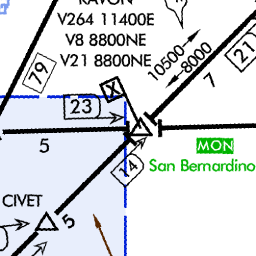 RAVON
V264 11400E
V8 8800NE
V21 8800NE
10500
8000
21
7
79
X
23
5
MON
San Bernardino
14
CIVET
5